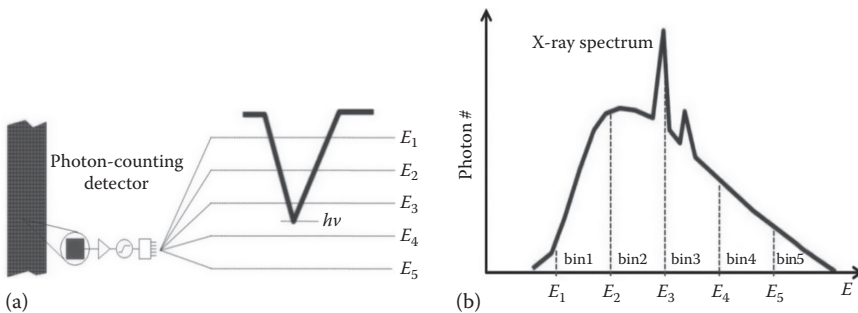 Photon-counting
detector
E₁
E₂
E₃
hν
E₄
E₅
(a)
X-ray spectrum
Photon #
bin1 bin2 bin3 bin4 bin5
E₁ E₂ E₃ E₄ E₅ E
(b)